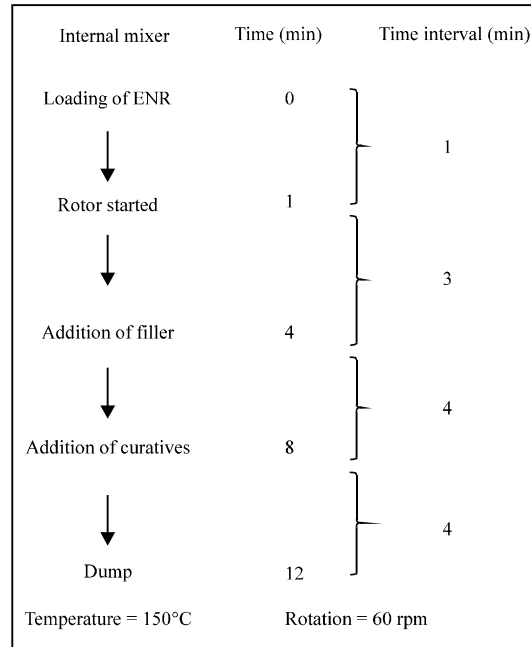 Internal mixer Time (min) Time interval (min)
Loading of ENR 0
1
Rotor started 1
3
Addition of filler 4
4
Addition of curatives 8
4
Dump 12
Temperature = 150°C Rotation = 60 rpm